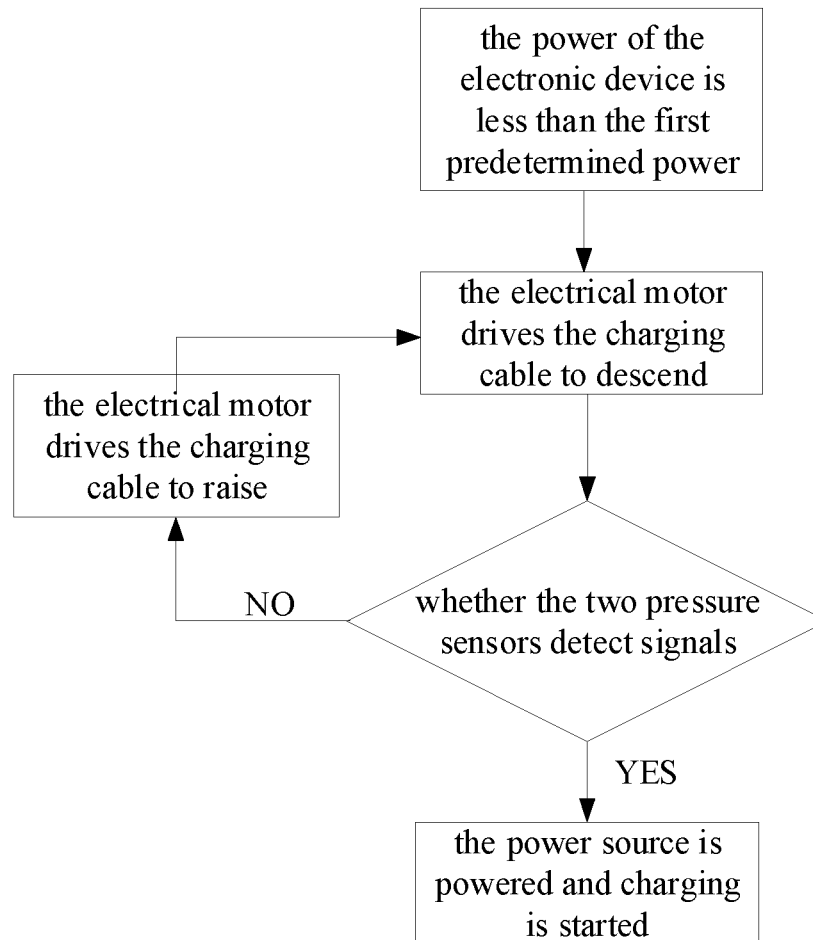 the power of the
electronic device is
less than the first
predetermined power
the electrical motor
drives the charging
cable to descend
the electrical motor
drives the charging
cable to raise
NO
whether the two pressure
sensors detect signals
YES
the power source is
powered and charging
is started